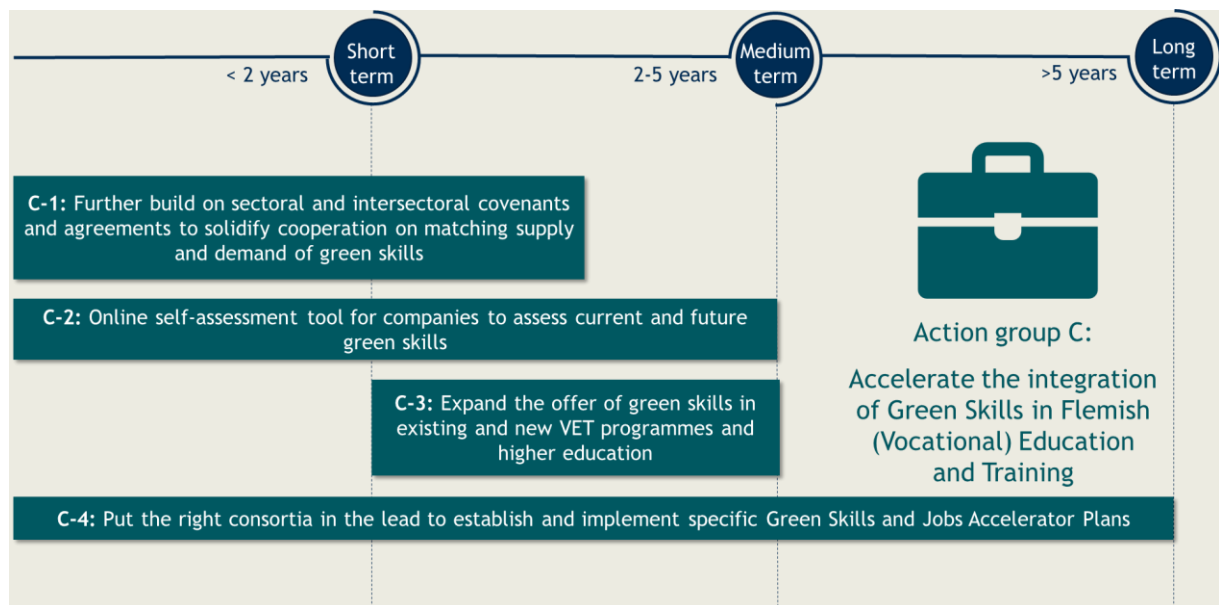 Short
term
< 2 years
Medium
term
2-5 years
Long
term
>5 years
C-1: Further build on sectoral and intersectoral covenants
and agreements to solidify cooperation on matching supply
and demand of green skills
C-2: Online self-assessment tool for companies to assess current and future
green skills
C-3: Expand the offer of green skills in
existing and new VET programmes and
higher education
C-4: Put the right consortia in the lead to establish and implement specific Green Skills and Jobs Accelerator Plans
Action group C:
Accelerate the integration
of Green Skills in Flemish
(Vocational) Education
and Training